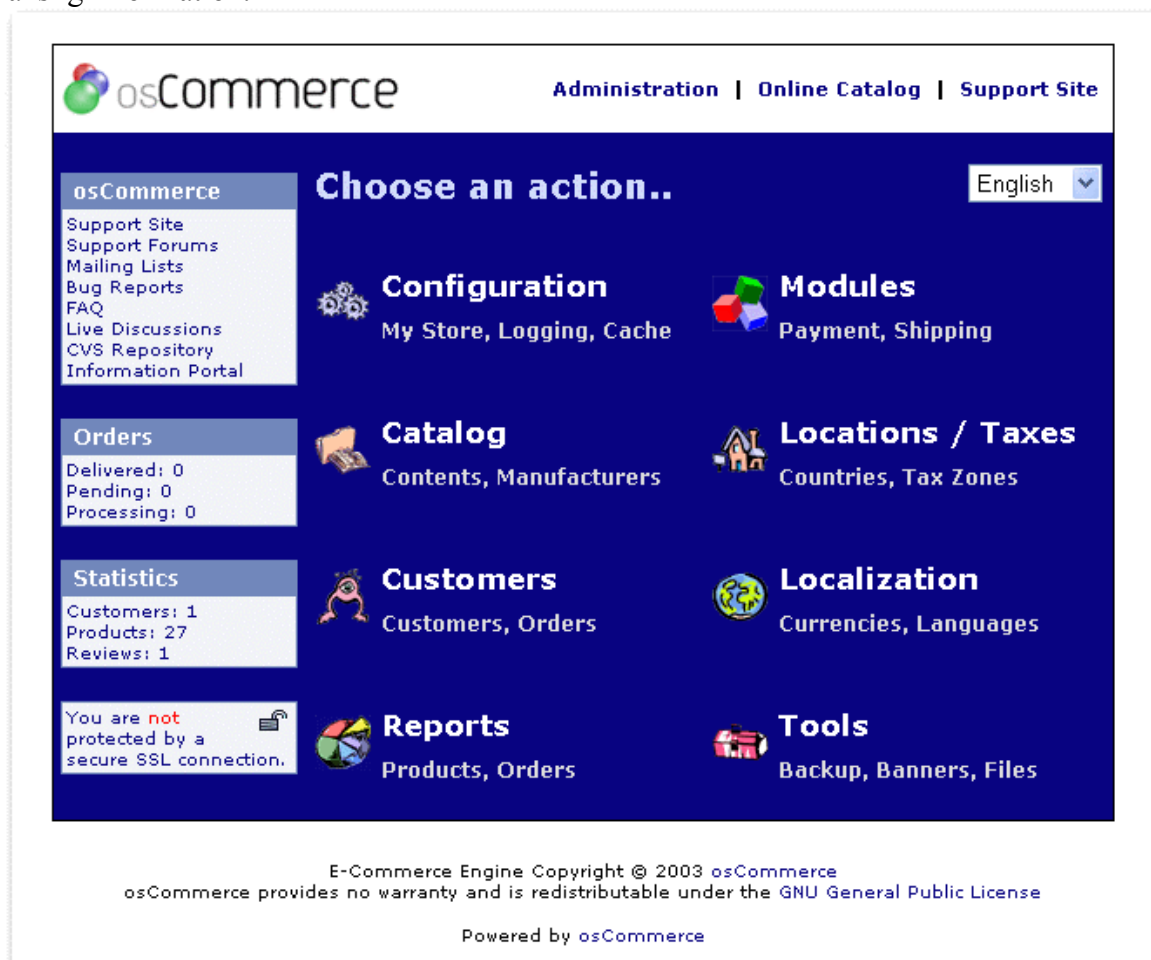 osCommerce
Administration | Online Catalog | Support Site
osCommerce
Support Site
Support Forums
Mailing Lists
Bug Reports
FAQ
Live Discussions
CVS Repository
Information Portal
Orders
Delivered: 0
Pending: 0
Processing: 0
Statistics
Customers: 1
Products: 27
Reviews: 1
You are not
protected by a
secure SSL connection.
Choose an action..
English
Configuration
My Store, Logging, Cache
Modules
Payment, Shipping
Catalog
Contents, Manufacturers
Locations / Taxes
Countries, Tax Zones
Customers
Customers, Orders
Localization
Currencies, Languages
Reports
Products, Orders
Tools
Backup, Banners, Files
E-Commerce Engine Copyright © 2003 osCommerce
osCommerce provides no warranty and is redistributable under the GNU General Public License
Powered by osCommerce